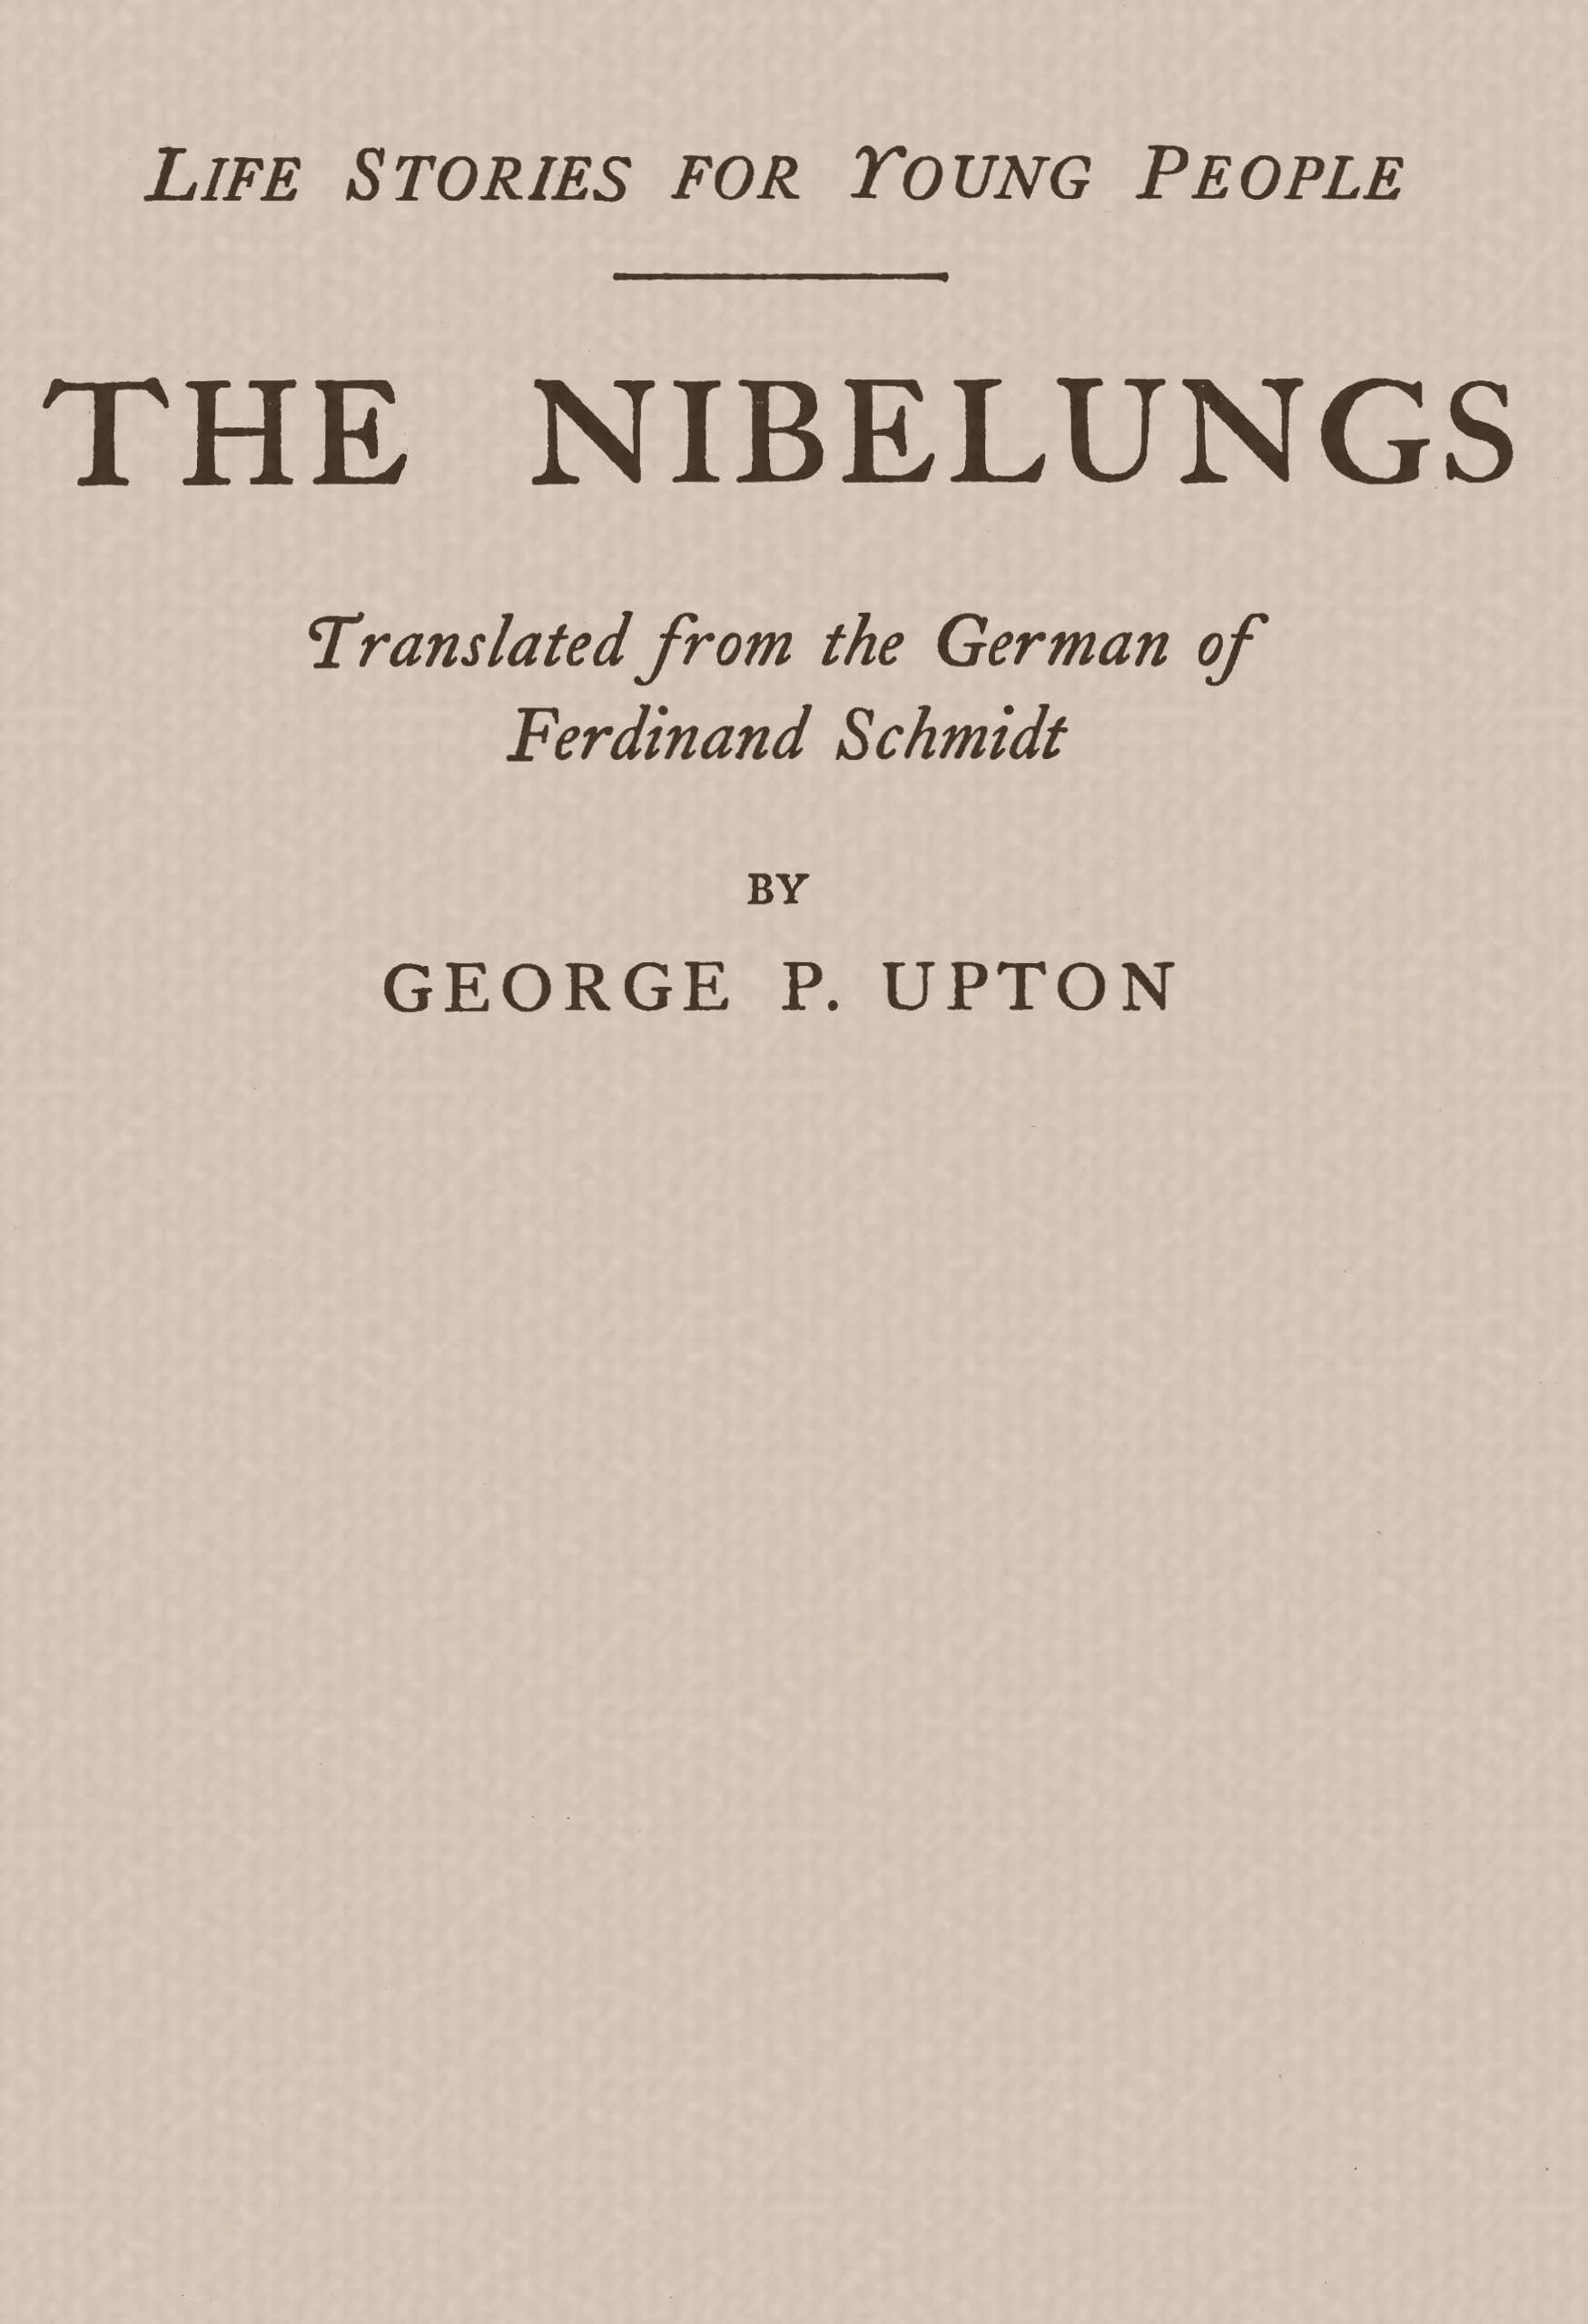 LIFE STORIES FOR YOUNG PEOPLE
THE NIBELUNGS
Translated from the German of
Ferdinand Schmidt
BY
GEORGE P. UPTON